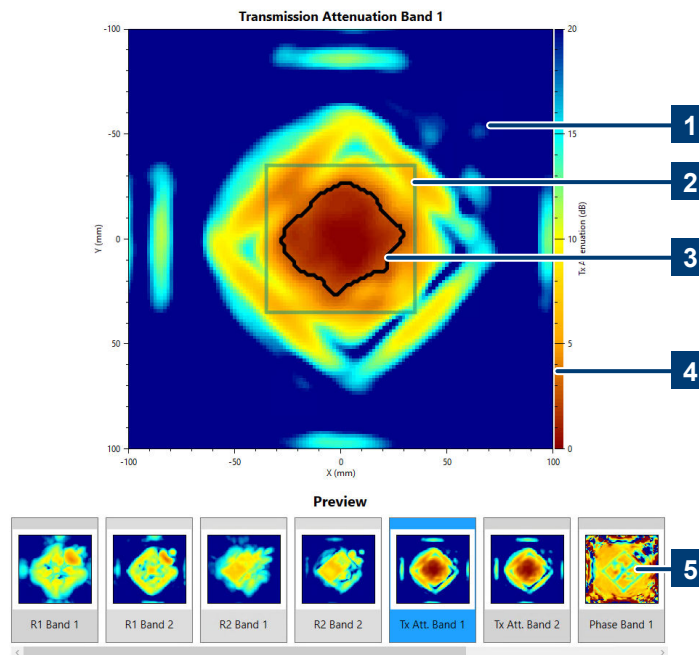 Transmission Attenuation Band 1
-100
-50
0
50
100
Y (mm)
-100
-50
0
50
100
X (mm)
20
15
10
5
0
Tx Attenuation (dB)
1
2
3
4
5
Preview
R1 Band 1
R1 Band 2
R2 Band 1
R2 Band 2
Tx Att. Band 1
Tx Att. Band 2
Phase Band 1